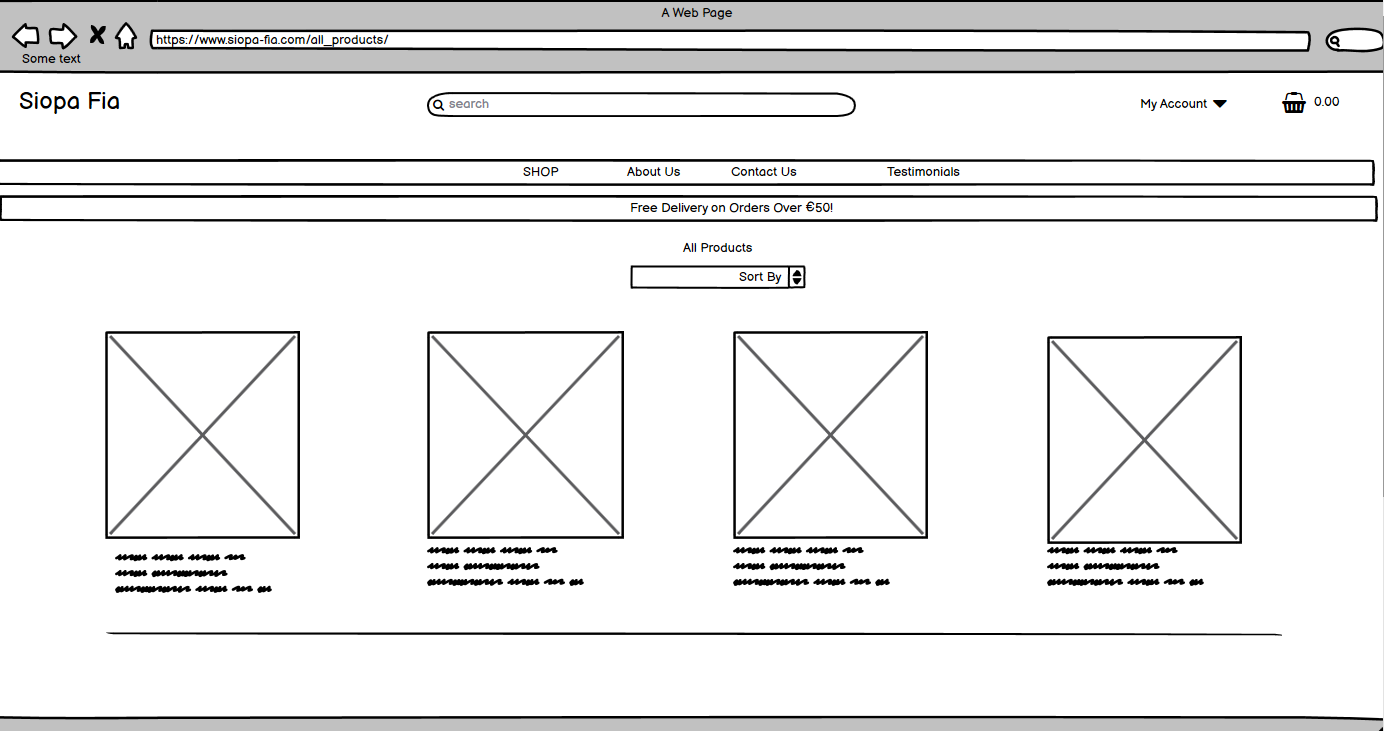 A Web Page
https://www.siopa-fia.com/all_products/
Some text
Siopa Fia
search
My Account
0.00
SHOP About Us Contact Us Testimonials
Free Delivery on Orders Over €50!
All Products
Sort By